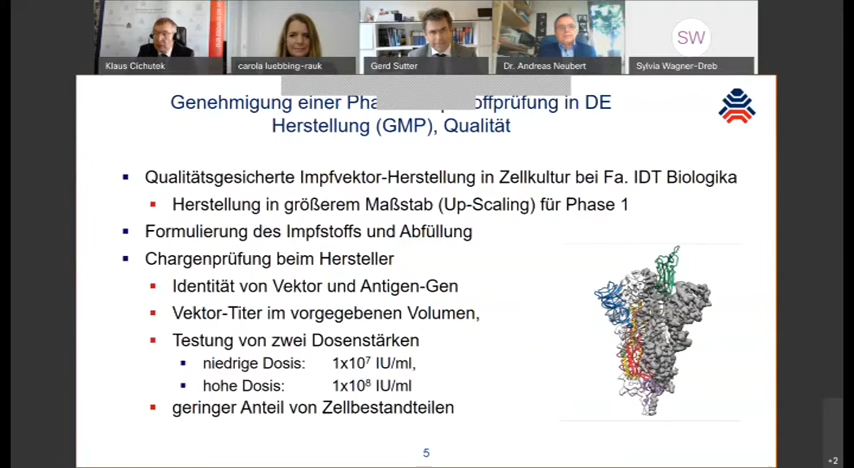 SW
Klaus Cichutek
carola luebbing-rauk
Gerd Sutter
Dr. Andreas Neubert
Sylvia Wagner-Dreb
Genehmigung einer Pha offprüfung in DE
Herstellung (GMP), Qualität
Qualitätsgesicherte Impfvektor-Herstellung in Zellkultur bei Fa. IDT Biologika
Herstellung in größerem Maßstab (Up-Scaling) für Phase 1
Formulierung des Impfstoffs und Abfüllung
Chargenprüfung beim Hersteller
Identität von Vektor und Antigen-Gen
Vektor-Titer im vorgegebenen Volumen,
Testung von zwei Dosenstärken
niedrige Dosis: 1x10⁷ IU/ml,
hohe Dosis: 1x10⁸ IU/ml
geringer Anteil von Zellbestandteilen
5
+2